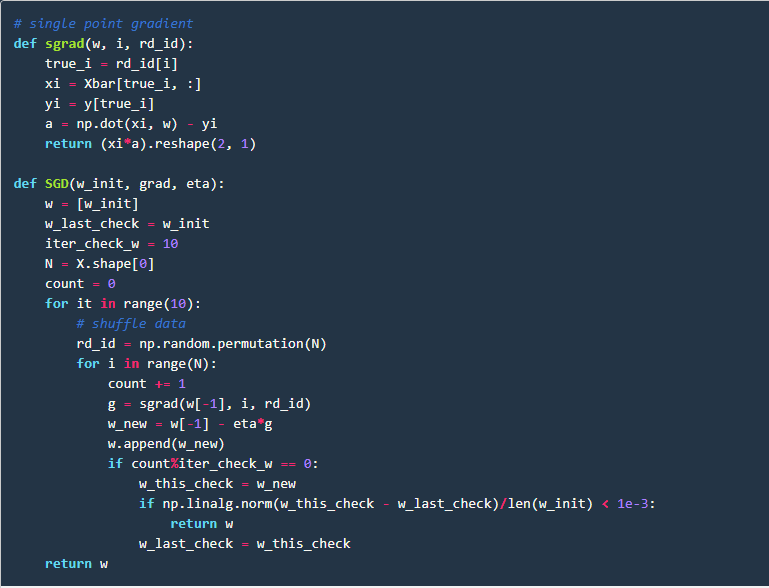 # single point gradient
def sgrad(w, i, rd_id):
    true_i = rd_id[i]
    xi = Xbar[true_i, :]
    yi = y[true_i]
    a = np.dot(xi, w) - yi
    return (xi*a).reshape(2, 1)

def SGD(w_init, grad, eta):
    w = [w_init]
    w_last_check = w_init
    iter_check_w = 10
    N = X.shape[0]
    count = 0
    for it in range(10):
        # shuffle data
        rd_id = np.random.permutation(N)
        for i in range(N):
            count += 1
            g = sgrad(w[-1], i, rd_id)
            w_new = w[-1] - eta*g
            w.append(w_new)
            if count%iter_check_w == 0:
                w_this_check = w_new
                if np.linalg.norm(w_this_check - w_last_check)/len(w_init) < 1e-3:
                    return w
                w_last_check = w_this_check
    return w